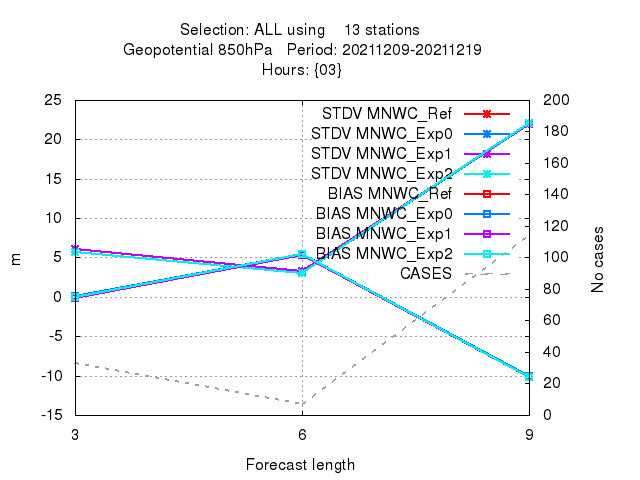 Selection: ALL using 13 stations
Geopotential 850hPa Period: 20211209-20211219
Hours: {03}
STDV MNWC_Ref
STDV MNWC_Exp0
STDV MNWC_Exp1
STDV MNWC_Exp2
BIAS MNWC_Ref
BIAS MNWC_Exp0
BIAS MNWC_Exp1
BIAS MNWC_Exp2
CASES
25
20
15
10
5
0
-5
-10
-15
m
200
180
160
140
120
100
80
60
40
20
0
No cases
3 6 9
Forecast length